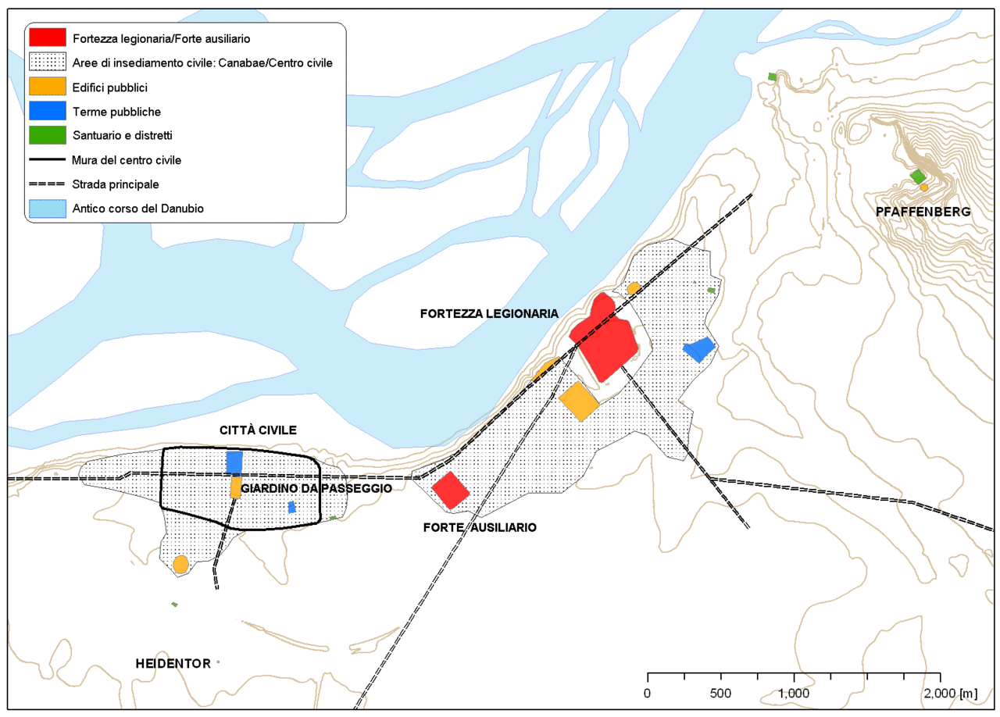 Fortezza legionaria/Forte ausiliario
Aree di insediamento civile: Canabae/Centro civile
Edifici pubblici
Terme pubbliche
Santuario e distretti
Mura del centro civile
Strada principale
Antico corso del Danubio
PFAFFENBERG
FORTEZZA LEGIONARIA
CITTÀ CIVILE
GIARDINO DA PASSEGGIO
FORTE AUSILIARIO
HEIDENTOR
0 500 1,000 2,000 [m]